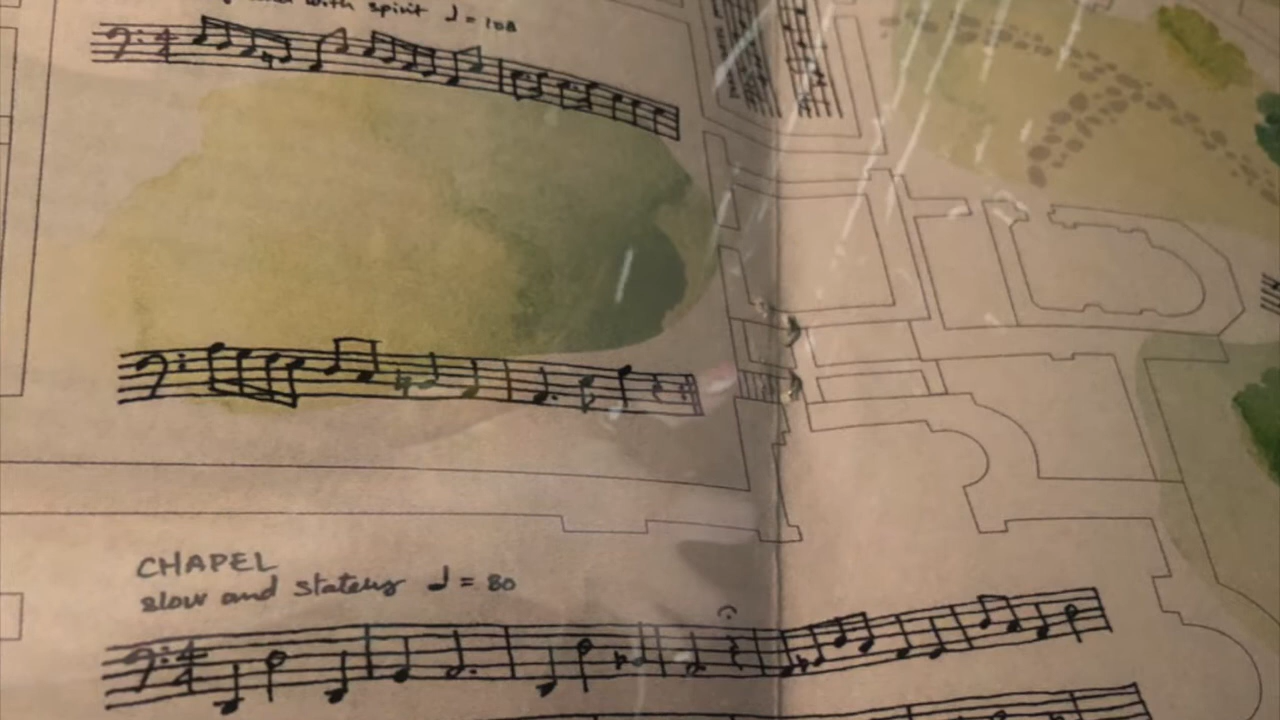 with spirit ♩ = 108
CHAPEL
slow and stately ♩ = 80